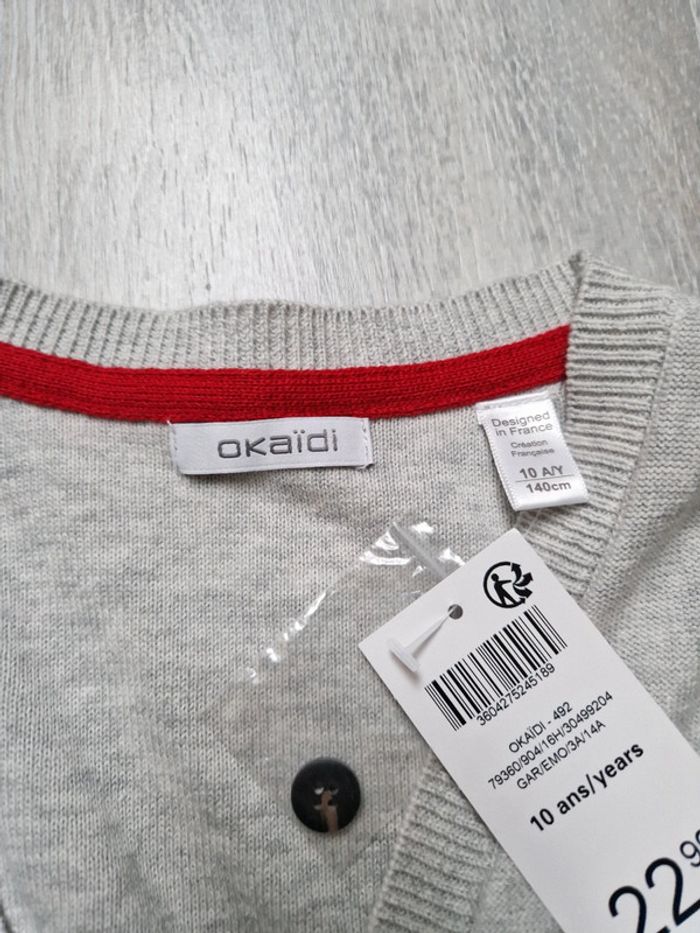 okaïdi
Designed
in France
Création
Française
10 A/Y
140cm
3604275245189
OKAÏDI - 492
79360/904/16H/30499204
GAR/EMO/3A/14A
10 ans/years
22